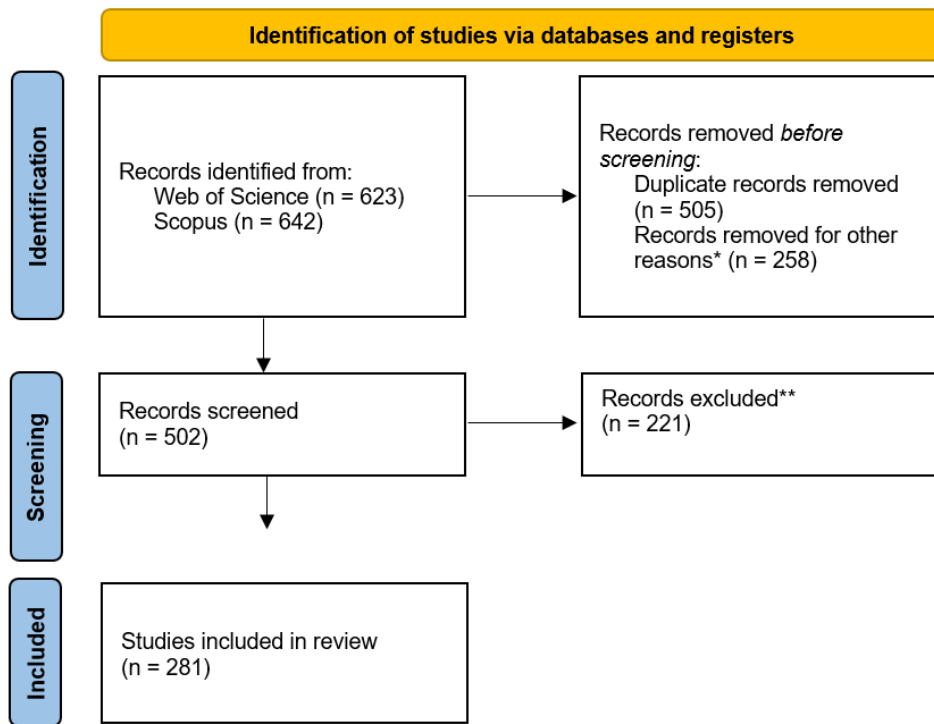 Identification of studies via databases and registers
Identification
Records identified from:
Web of Science (n = 623)
Scopus (n = 642)
Records removed before
screening:
Duplicate records removed
(n = 505)
Records removed for other
reasons* (n = 258)
Screening
Records screened
(n = 502)
Records excluded**
(n = 221)
Included
Studies included in review
(n = 281)